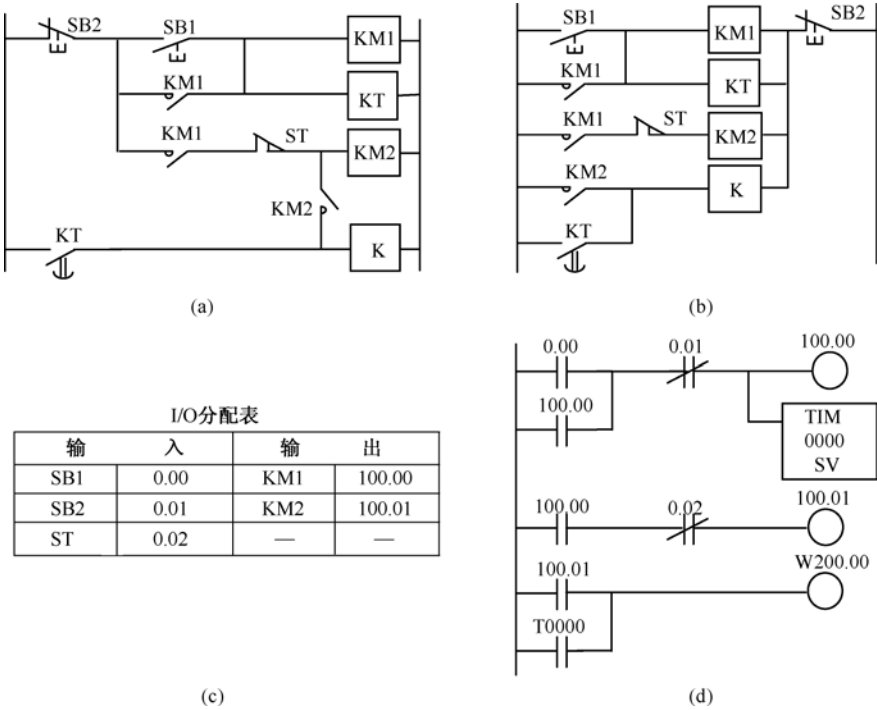 SB2
SB1
KM1
KM1
KT
KM1
ST
KM2
KM2
KT
K
(a)
SB1
KM1
SB2
KM1
KT
KM1
ST
KM2
KM2
K
KT
(b)
I/O分配表
输 入 输 出
SB1 0.00 KM1 100.00
SB2 0.01 KM2 100.01
ST 0.02 — —
(c)
0.00
0.01
100.00
100.00
TIM
0000
SV
100.00
0.02
100.01
100.01
W200.00
T0000
(d)